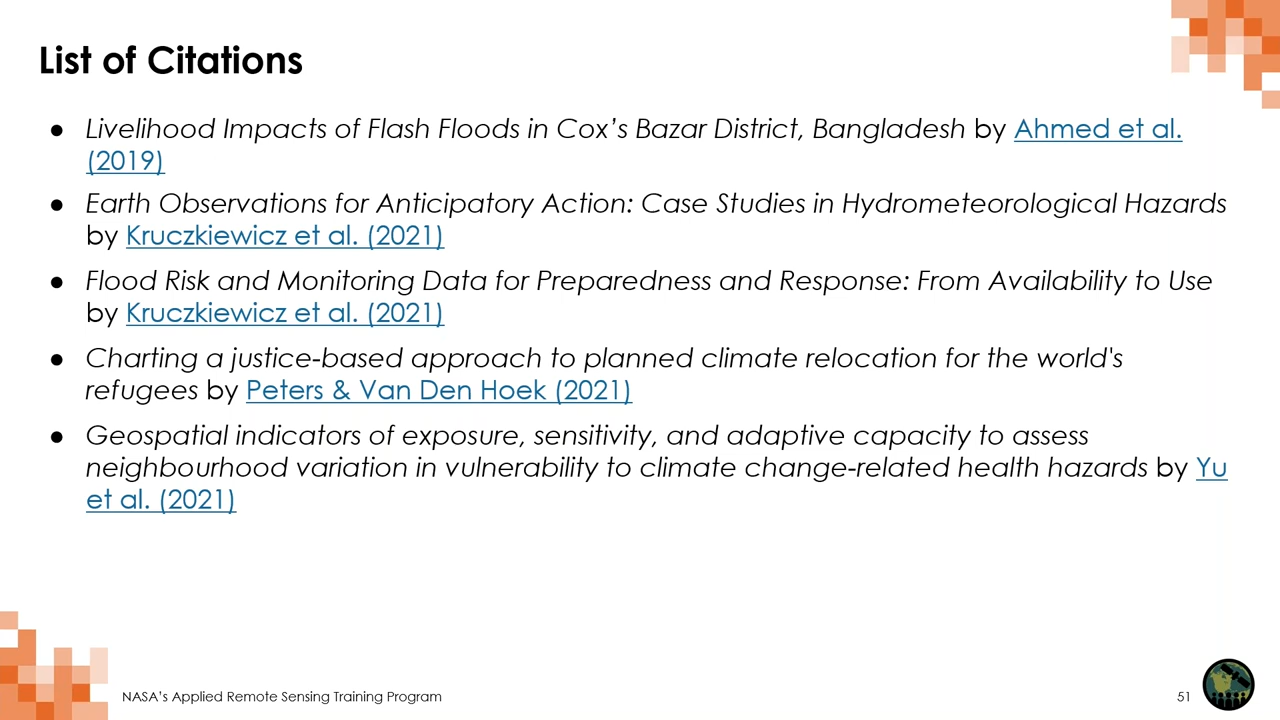 List of Citations
● Livelihood Impacts of Flash Floods in Cox’s Bazar District, Bangladesh by Ahmed et al.
(2019)
● Earth Observations for Anticipatory Action: Case Studies in Hydrometeorological Hazards
by Kruczkiewicz et al. (2021)
● Flood Risk and Monitoring Data for Preparedness and Response: From Availability to Use
by Kruczkiewicz et al. (2021)
● Charting a justice-based approach to planned climate relocation for the world's
refugees by Peters & Van Den Hoek (2021)
● Geospatial indicators of exposure, sensitivity, and adaptive capacity to assess
neighbourhood variation in vulnerability to climate change-related health hazards by Yu
et al. (2021)
NASA’s Applied Remote Sensing Training Program
51